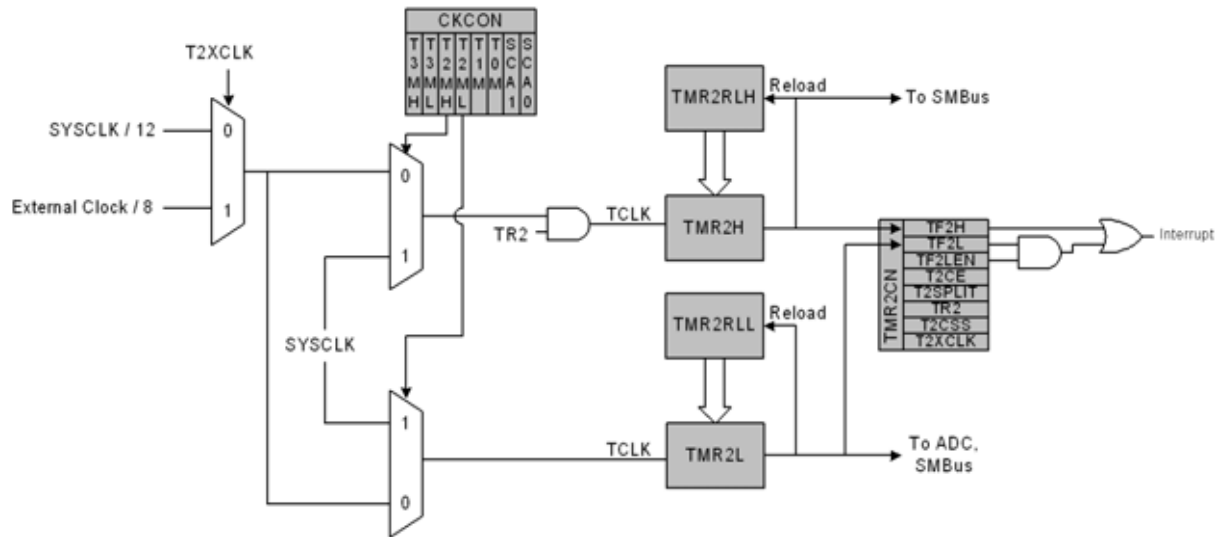 CKCON
T3MH
T3ML
T2MH
T2ML
T1M
T0M
SCA1
SCA0
T2XCLK
0
SYSCLK / 12
External Clock / 8
1
0
1
TR2
TCLK
TMR2RLH
Reload
To SMBus
TMR2H
TMR2CN
TF2H
TF2L
TF2LEN
T2CE
T2SPLIT
TR2
T2CSS
T2XCLK
Interrupt
SYSCLK
TMR2RLL
Reload
1
0
TCLK
TMR2L
To ADC,
SMBus